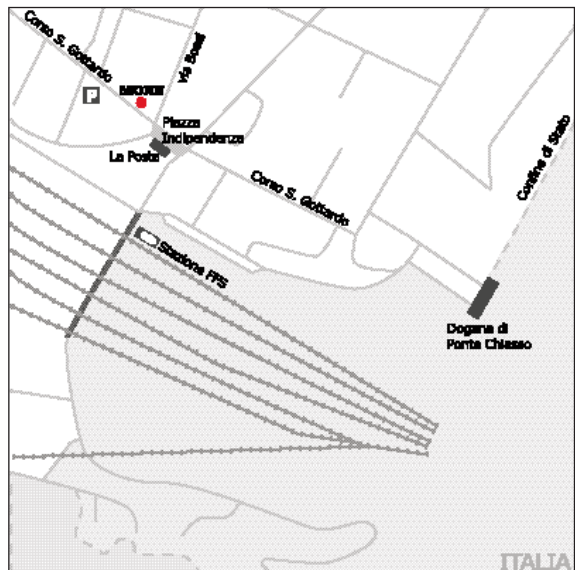 Corso S. Gottardo
Via Bossi
P
Piazza
Indipendenza
La Posta
Corso S. Gottardo
Confine di Stato
Stazione FFS
Dogana di
Ponte Chiasso
ITALIA